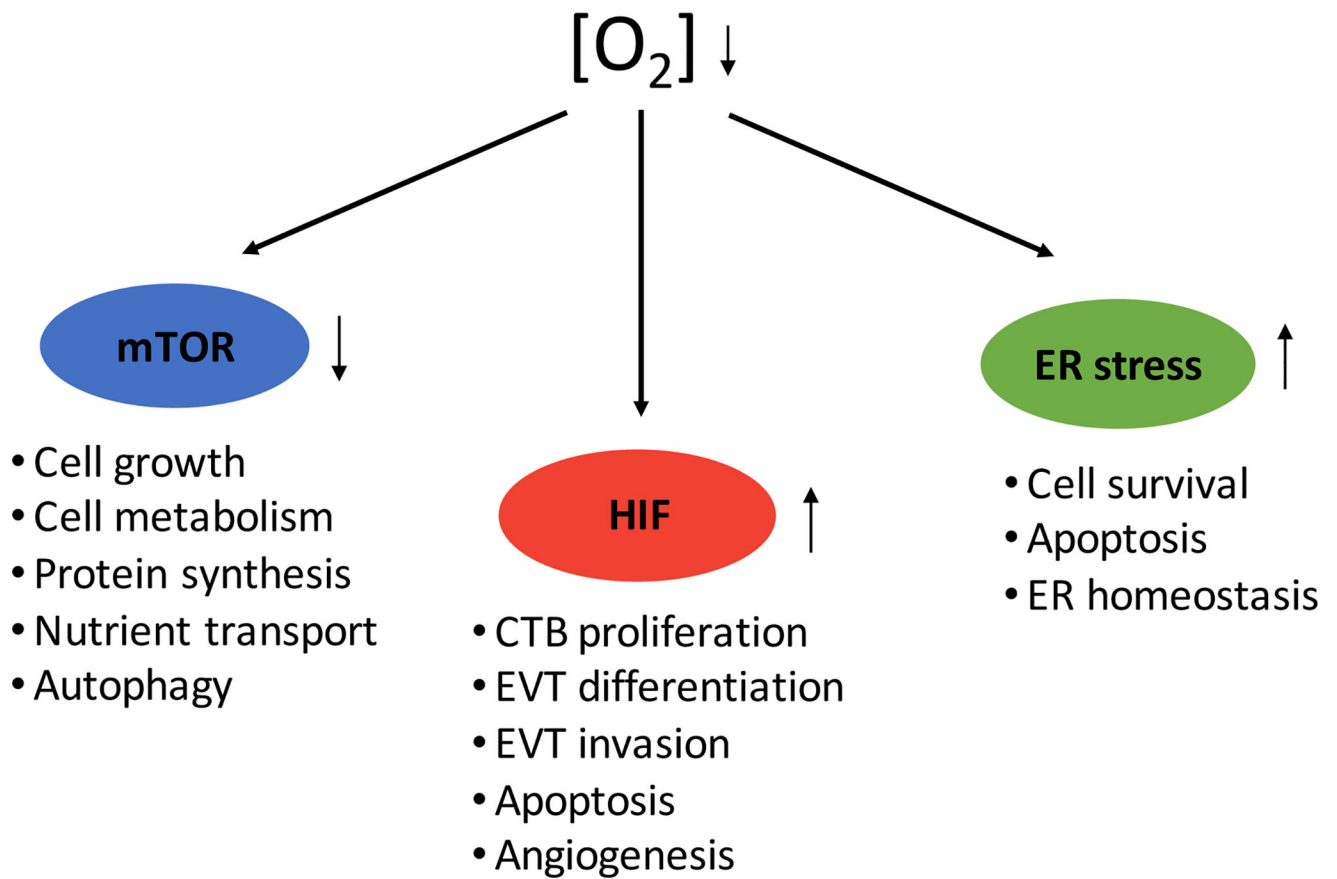 [O₂] ↓
mTOR ↓
• Cell growth
• Cell metabolism
• Protein synthesis
• Nutrient transport
• Autophagy
HIF ↑
• CTB proliferation
• EVT differentiation
• EVT invasion
• Apoptosis
• Angiogenesis
ER stress ↑
• Cell survival
• Apoptosis
• ER homeostasis